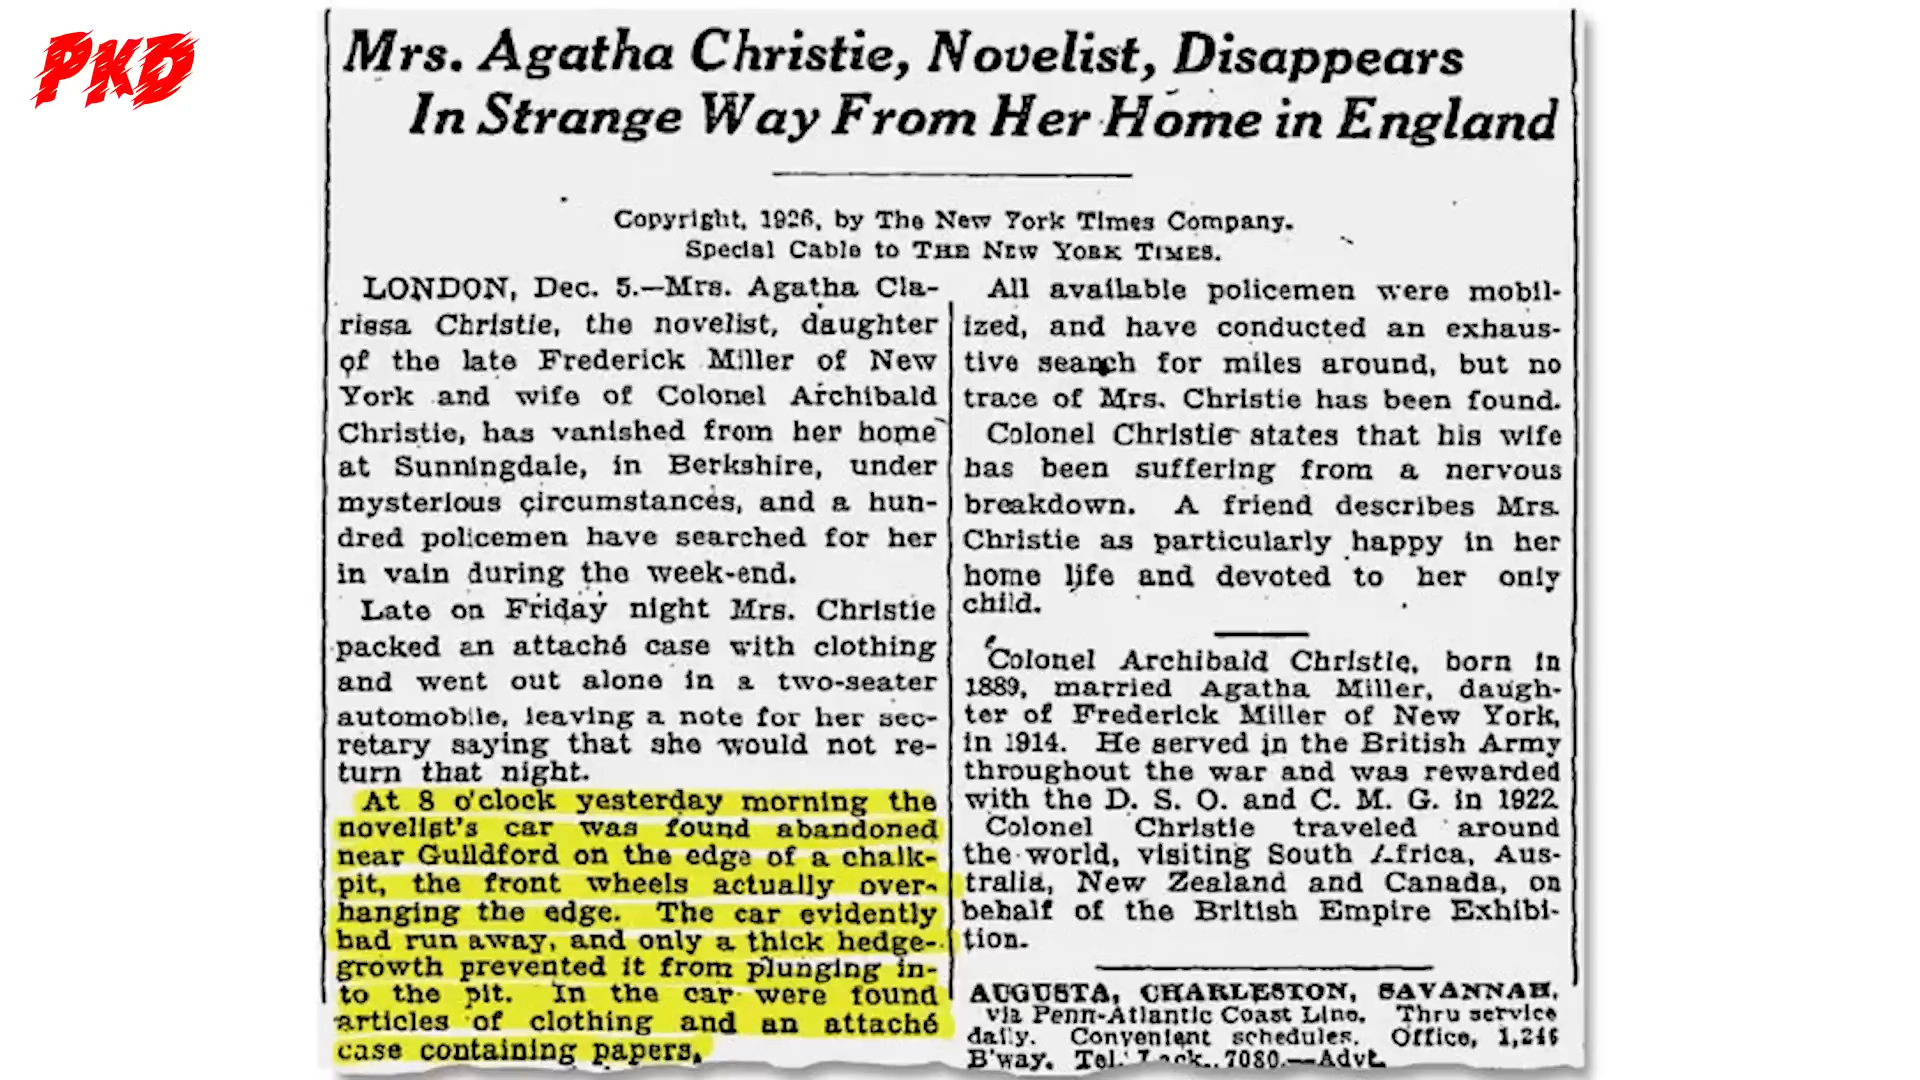 PKD
Mrs. Agatha Christie, Novelist, Disappears
In Strange Way From Her Home in England
Copyright, 1926, by The New York Times Company.
Special Cable to THE NEW YORK TIMES.
LONDON, Dec. 5.—Mrs. Agatha Cla-
rissa Christie, the novelist, daughter
of the late Frederick Miller of New
York and wife of Colonel Archibald
Christie, has vanished from her home
at Sunningdale, in Berkshire, under
mysterious circumstances, and a hun-
dred policemen have searched for her
in vain during the week-end.
Late on Friday night Mrs. Christie
packed an attaché case with clothing
and went out alone in a two-seater
automobile, leaving a note for her sec-
retary saying that she would not re-
turn that night.
At 8 o'clock yesterday morning the
novelist's car was found abandoned
near Guildford on the edge of a chalk-
pit, the front wheels actually over-
hanging the edge. The car evidently
had run away, and only a thick hedge-
growth prevented it from plunging in-
to the pit. In the car were found
articles of clothing and an attaché
case containing papers.
All available policemen were mobil-
ized, and have conducted an exhaus-
tive search for miles around, but no
trace of Mrs. Christie has been found.
Colonel Christie states that his wife
has been suffering from a nervous
breakdown. A friend describes Mrs.
Christie as particularly happy in her
home life and devoted to her only
child.
Colonel Archibald Christie, born in
1889, married Agatha Miller, daugh-
ter of Frederick Miller of New York,
in 1914. He served in the British Army
throughout the war and was rewarded
with the D. S. O. and C. M. G. in 1922
Colonel Christie traveled around
the world, visiting South Africa, Aus-
tralia, New Zealand and Canada, on
behalf of the British Empire Exhibi-
tion.
AUGUSTA, CHARLESTON, SAVANNAH,
via Penn-Atlantic Coast Line. Thru service
daily. Convenient schedules. Office, 1,246
B'way. Tel. Lack. 7080.—Advt.